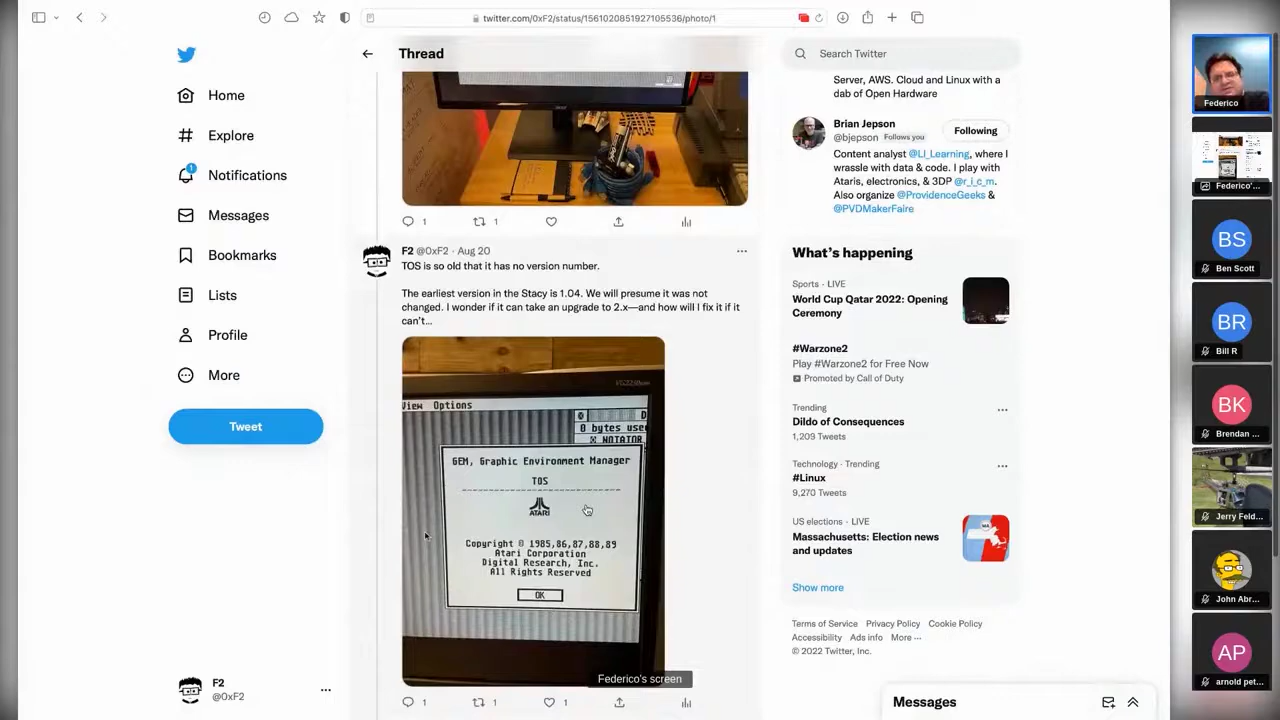 twitter.com/0xF2/status/1561020851927105536/photo/1
Home
Explore
1
Notifications
Messages
Bookmarks
Lists
Profile
More
Tweet
F2
@0xF2
Thread
1
1
F2 @0xF2 · Aug 20
TOS is so old that it has no version number.
The earliest version in the Stacy is 1.04. We will presume it was not
changed. I wonder if it can take an upgrade to 2.x—and how will I fix it if it
can't...
View Options
0 bytes use
NOTATOR
GEM, Graphic Environment Manager
TOS
ATARI
Copyright © 1985,86,87,88,89
Atari Corporation
Digital Research, Inc.
All Rights Reserved
OK
Federico's screen
1
1
1
Search Twitter
Server, AWS. Cloud and Linux with a
dab of Open Hardware
Brian Jepson
@bjepson Follows you
Following
Content analyst @LI_Learning, where I
wrassle with data & code. I play with
Ataris, electronics, & 3DP @r_i_c_m.
Also organize @ProvidenceGeeks &
@PVDMakerFaire
What's happening
Sports · LIVE
World Cup Qatar 2022: Opening
Ceremony
#Warzone2
Play #Warzone2 for Free Now
Promoted by Call of Duty
Trending
Dildo of Consequences
1,209 Tweets
Technology · Trending
#Linux
9,270 Tweets
US elections · LIVE
Massachusetts: Election news
and updates
Show more
Terms of Service Privacy Policy Cookie Policy
Accessibility Ads info More ···
© 2022 Twitter, Inc.
Messages
Federico
Federico'...
BS
Ben Scott
BR
Bill R
BK
Brendan ...
Jerry Feld...
John Abr...
AP
arnold pet...